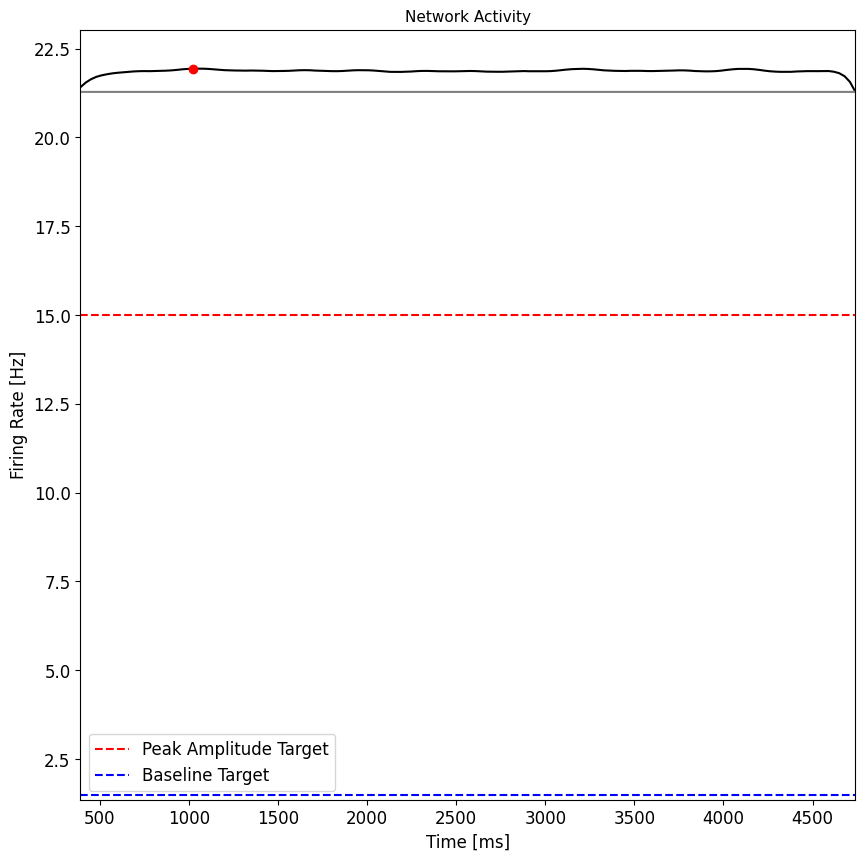 Network Activity
22.5
20.0
17.5
15.0
12.5
10.0
7.5
5.0
2.5
Firing Rate [Hz]
Peak Amplitude Target
Baseline Target
500 1000 1500 2000 2500 3000 3500 4000 4500
Time [ms]